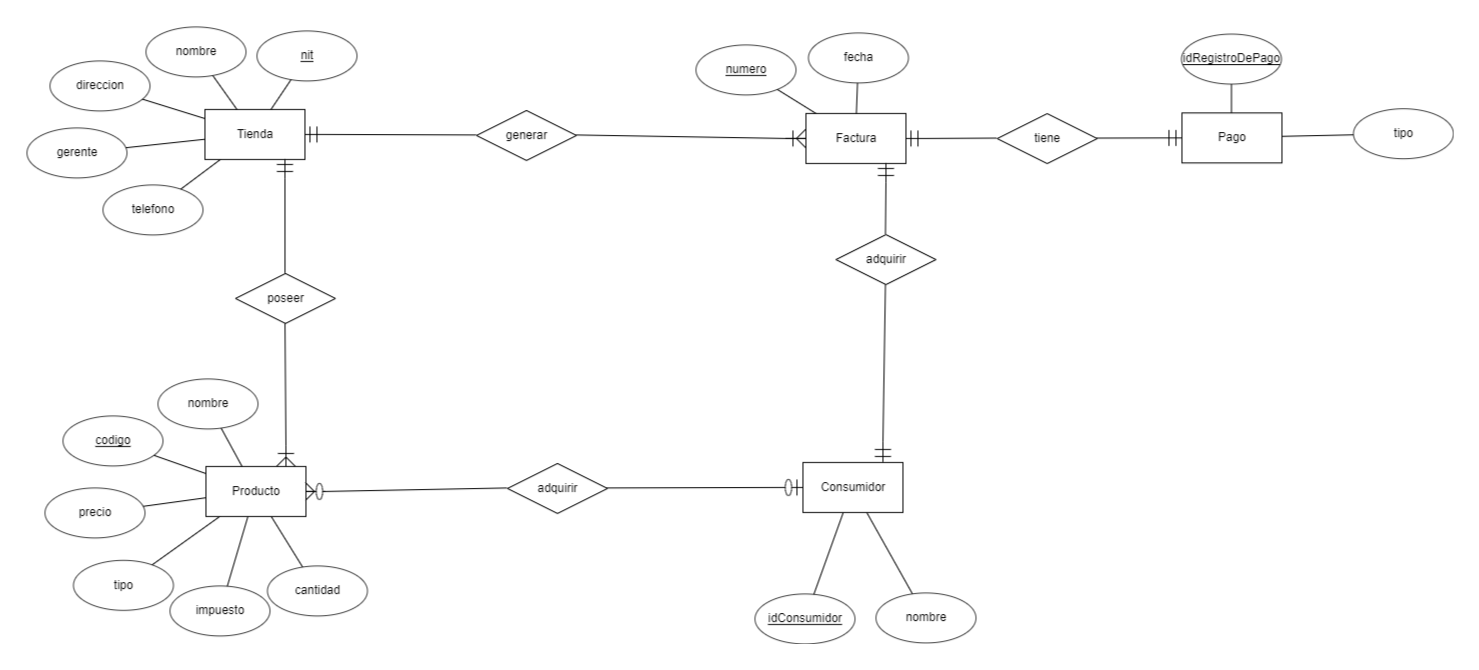 nombre
nit
direccion
gerente
telefono
Tienda
generar
numero
fecha
Factura
tiene
idRegistroDePago
Pago
tipo
poseer
adquirir
nombre
codigo
precio
tipo
impuesto
cantidad
Producto
adquirir
Consumidor
idConsumidor
nombre